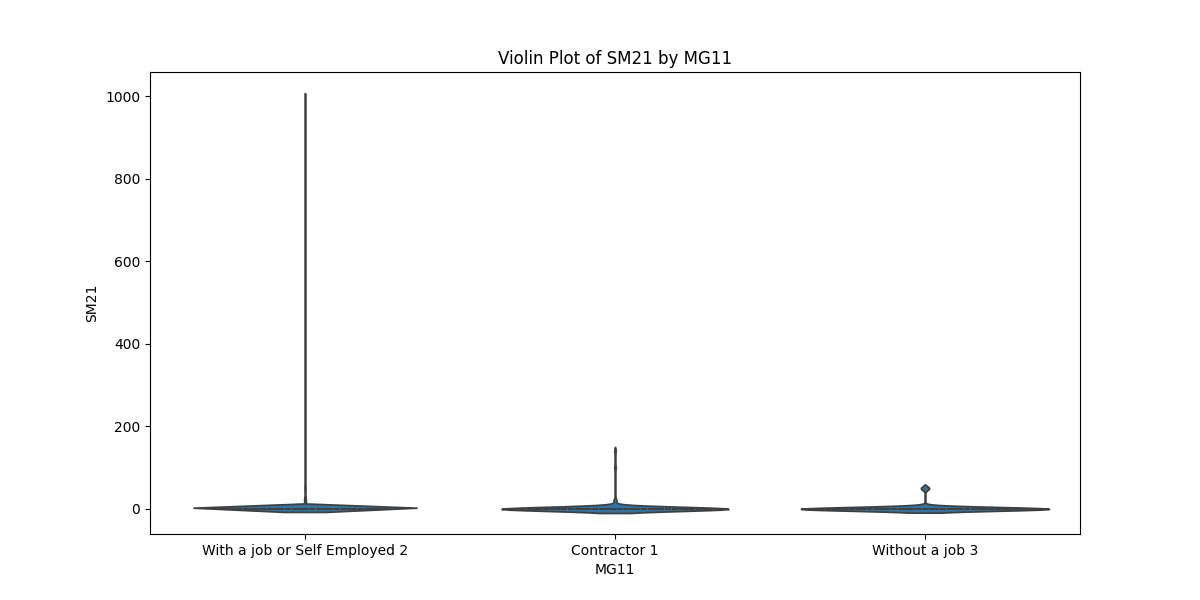 Violin Plot of SM21 by MG11
1000
800
600
400
200
0
SM21
With a job or Self Employed 2
Contractor 1
Without a job 3
MG11